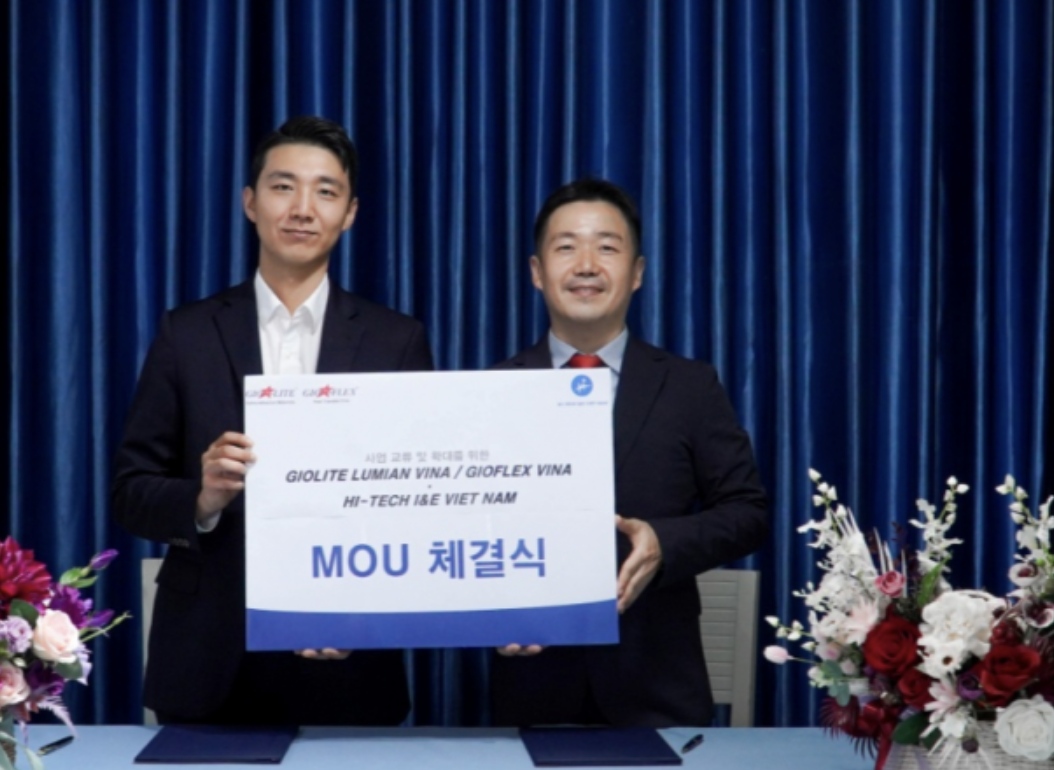 GIOLITE GIOFLEX
사업 교류 및 확대를 위한
GIOLITE LUMIAN VINA / GIOFLEX VINA
HI-TECH I&E VIET NAM
MOU 체결식